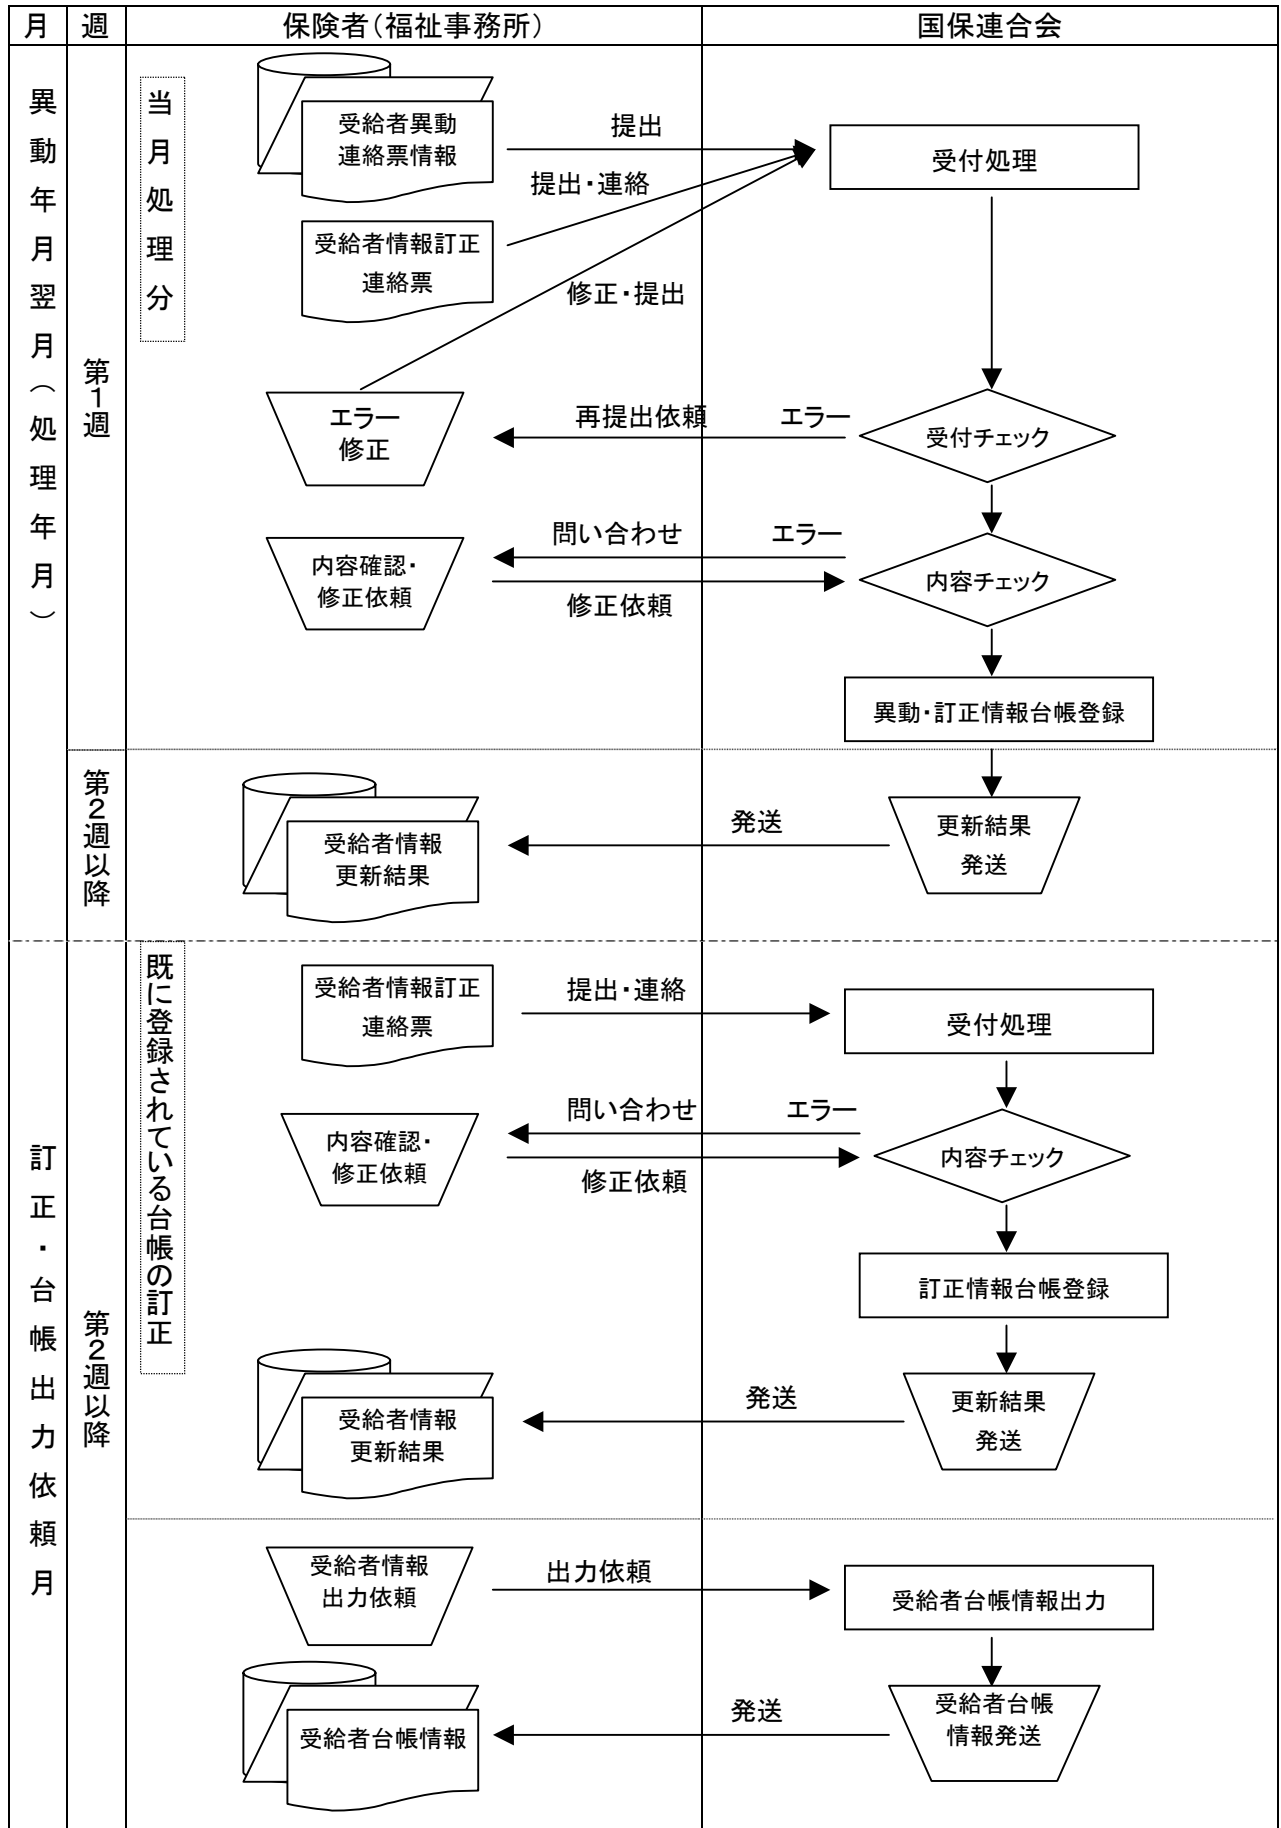 月
週
保険者（福祉事務所）
国保連合会
異動年月翌月（処理年月）
第1週
当月処理分
受給者異動
連絡票情報
提出
受付処理
提出・連絡
受給者情報訂正
連絡票
修正・提出
エラー
修正
再提出依頼
エラー
受付チェック
内容確認・
修正依頼
問い合わせ
エラー
修正依頼
内容チェック
異動・訂正情報台帳登録
第2週以降
受給者情報
更新結果
発送
更新結果
発送
訂正・台帳出力依頼月
第2週以降
既に登録されている台帳の訂正
受給者情報訂正
連絡票
提出・連絡
受付処理
内容確認・
修正依頼
問い合わせ
エラー
修正依頼
内容チェック
訂正情報台帳登録
受給者情報
更新結果
発送
更新結果
発送
受給者情報
出力依頼
出力依頼
受給者台帳情報出力
受給者台帳情報
発送
受給者台帳
情報発送